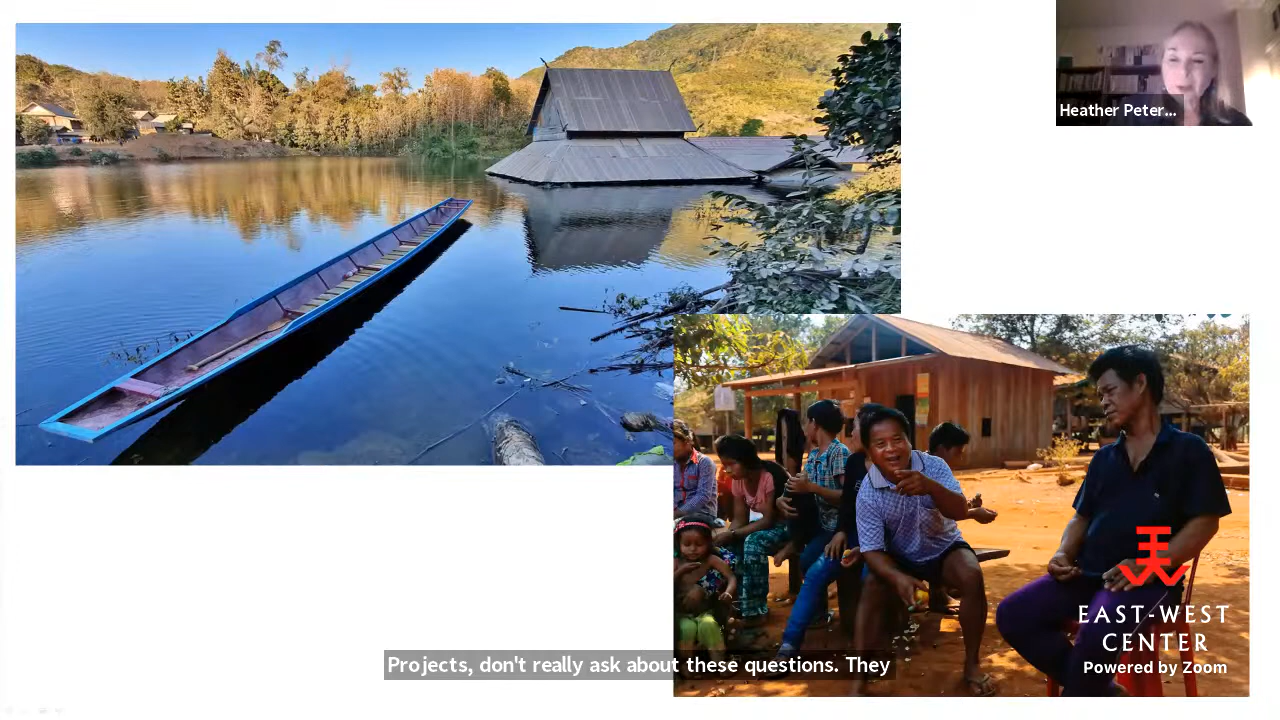 Heather Peter...
EAST-WEST
CENTER
Powered by Zoom
Projects, don't really ask about these questions. They